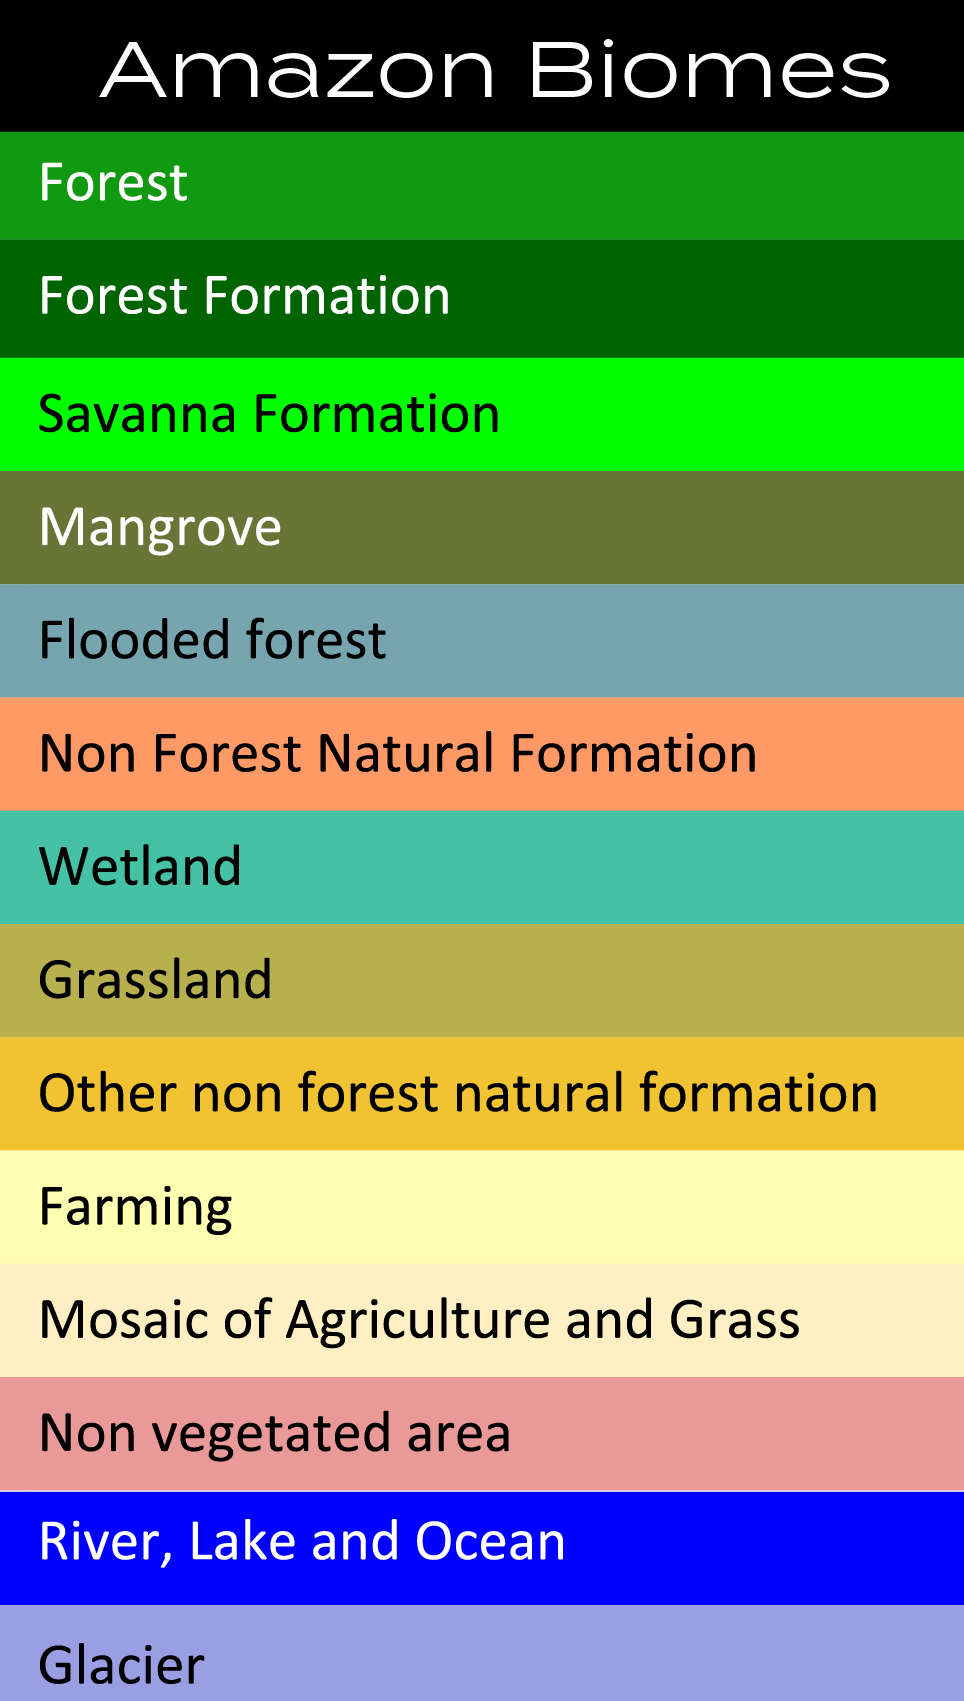 Amazon Biomes
Forest
Forest Formation
Savanna Formation
Mangrove
Flooded forest
Non Forest Natural Formation
Wetland
Grassland
Other non forest natural formation
Farming
Mosaic of Agriculture and Grass
Non vegetated area
River, Lake and Ocean
Glacier